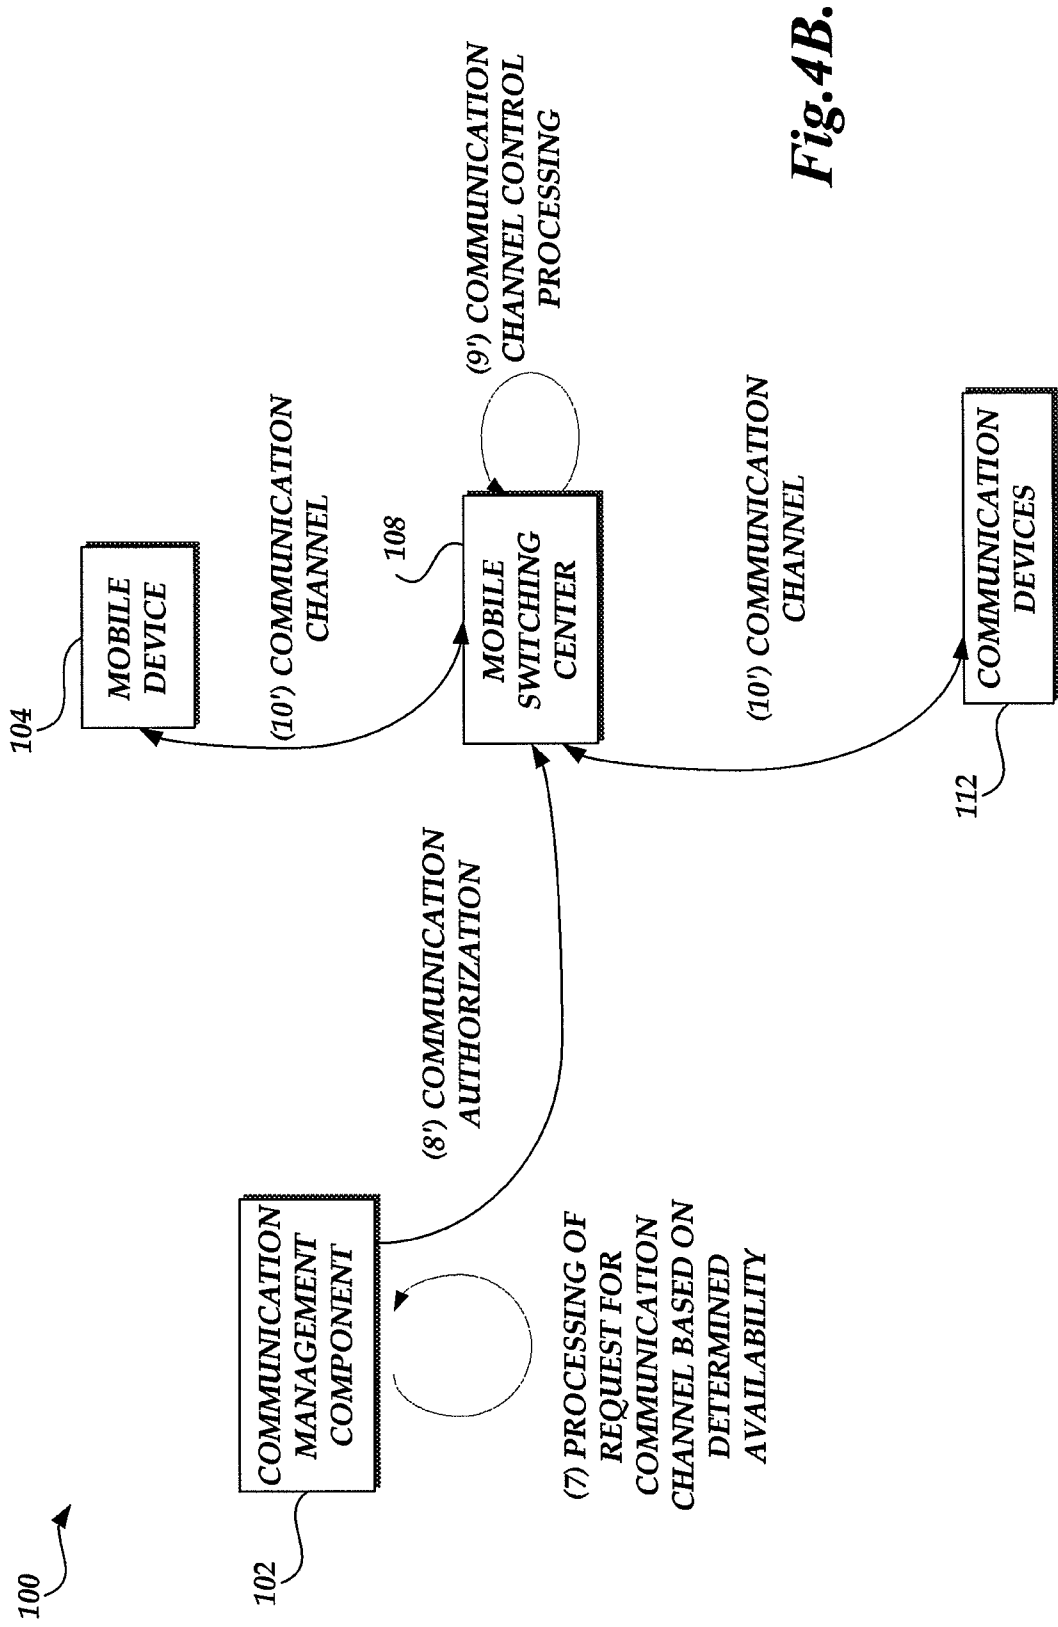 100
102
COMMUNICATION
MANAGEMENT
COMPONENT
(7) PROCESSING OF
REQUEST FOR
COMMUNICATION
CHANNEL BASED ON
DETERMINED
AVAILABILITY
(8') COMMUNICATION
AUTHORIZATION
104
MOBILE
DEVICE
(10') COMMUNICATION
CHANNEL
108
MOBILE
SWITCHING
CENTER
(9') COMMUNICATION
CHANNEL CONTROL
PROCESSING
(10') COMMUNICATION
CHANNEL
112
COMMUNICATION
DEVICES
Fig.4B.